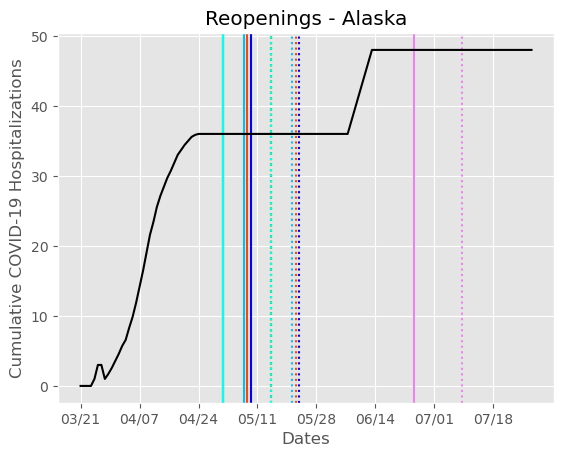 Reopenings - Alaska
Cumulative COVID-19 Hospitalizations
50
40
30
20
10
0
03/21 04/07 04/24 05/11 05/28 06/14 07/01 07/18
Dates